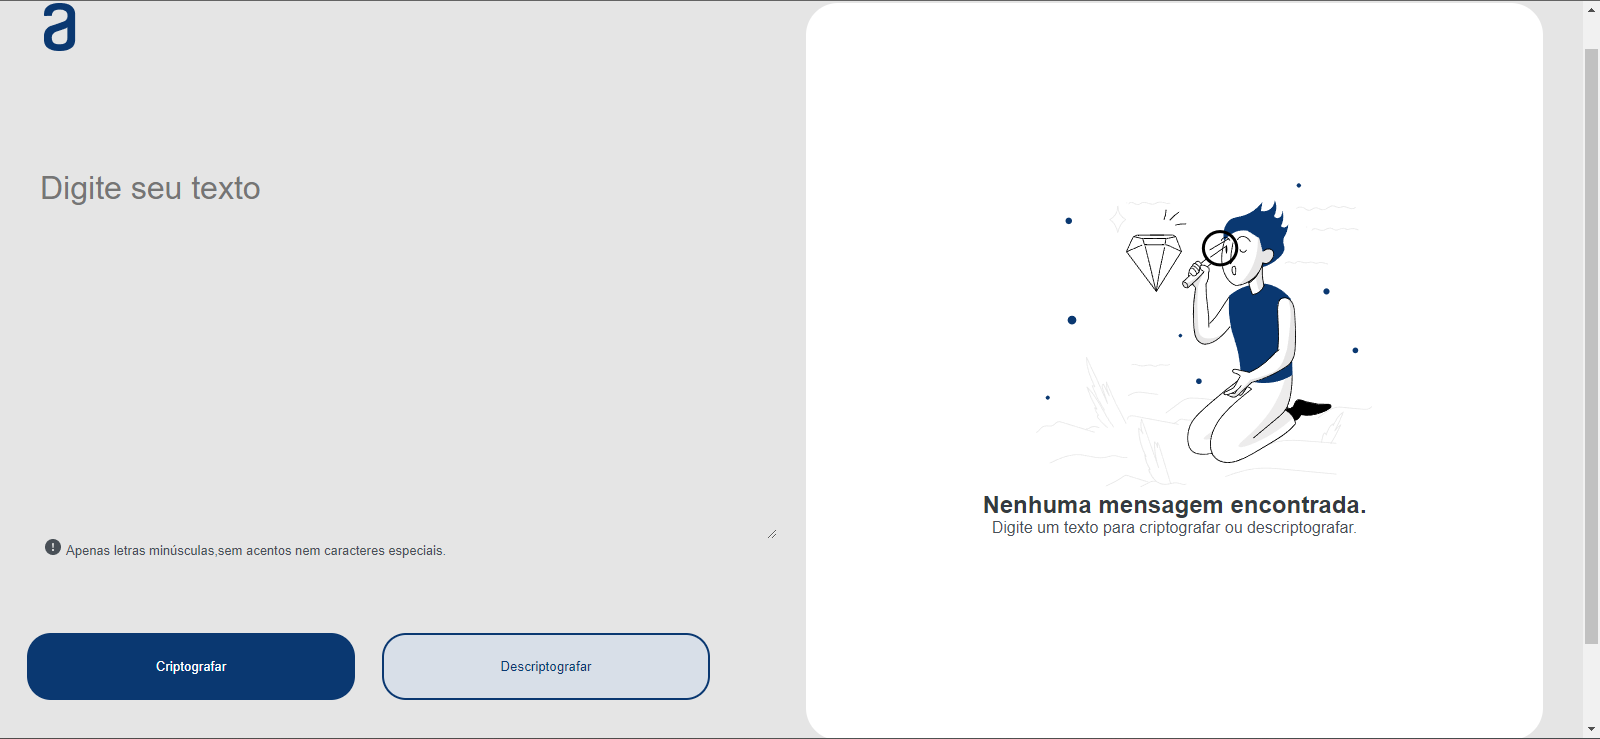 a
Digite seu texto
Apenas letras minúsculas,sem acentos nem caracteres especiais.
Criptografar
Descriptografar
Nenhuma mensagem encontrada.
Digite um texto para criptografar ou descriptografar.